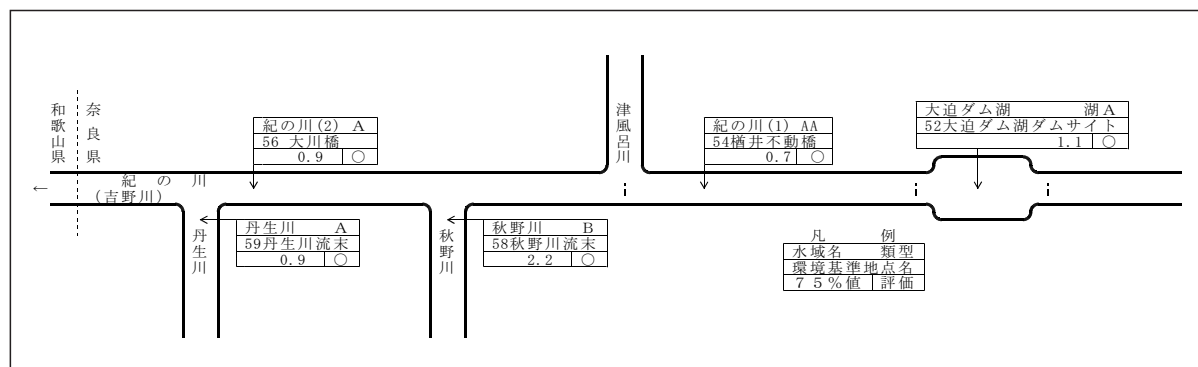 和歌山県
奈良県
紀の川(2) A
56 大川橋
0.9 ○
津風呂川
紀の川(1) AA
54楢井不動橋
0.7 ○
大迫ダム湖 湖A
52大迫ダム湖ダムサイト
1.1 ○
←
紀の川
(吉野川)
丹生川
丹生川 A
59丹生川流末
0.9 ○
秋野川
秋野川 B
58秋野川流末
2.2 ○
凡 例
水域名 類型
環境基準地点名
75%値 評価